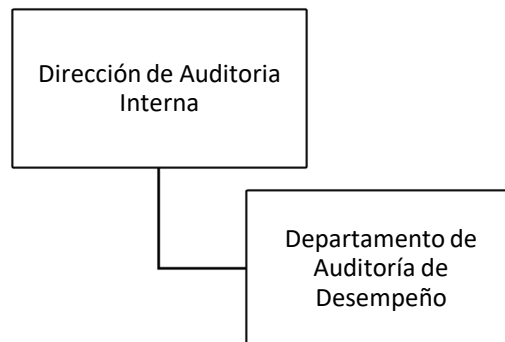 Dirección de Auditoria
Interna
Departamento de
Auditoría de
Desempeño